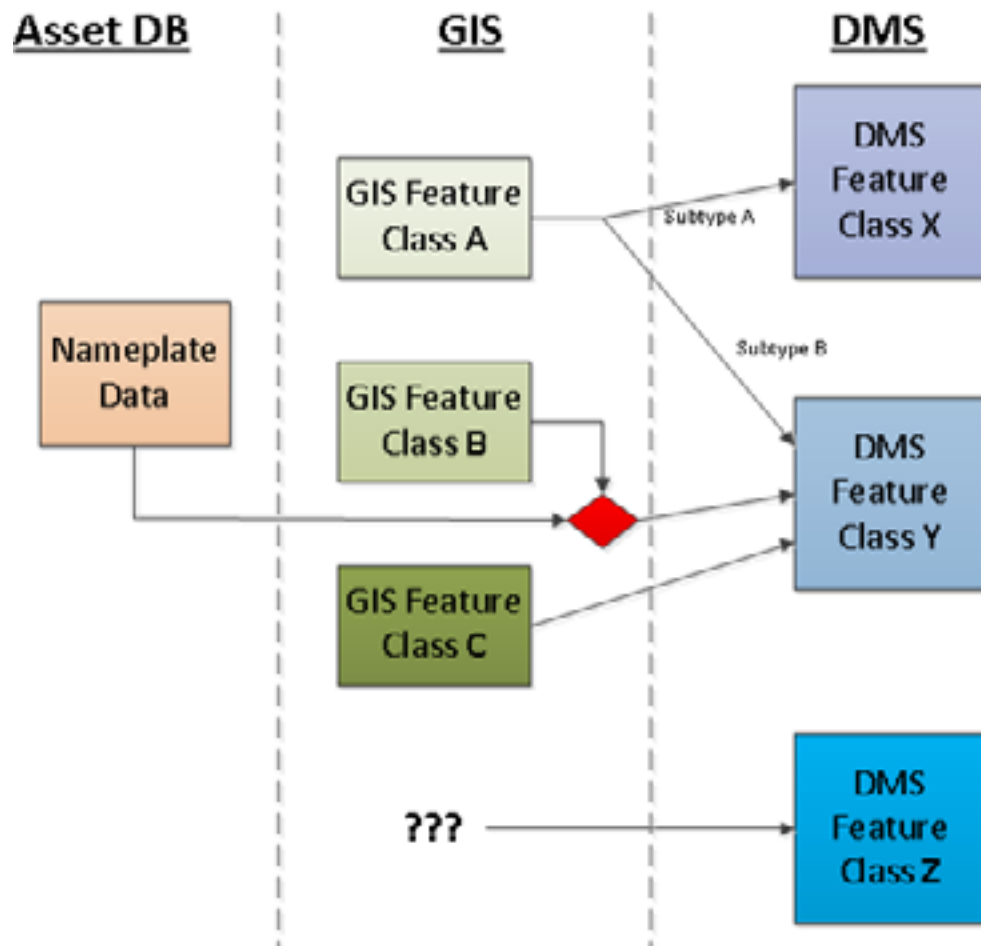 Asset DB
GIS
DMS
GIS Feature
Class A
DMS
Feature
Class X
Subtype A
Subtype B
Nameplate
Data
GIS Feature
Class B
DMS
Feature
Class Y
GIS Feature
Class C
???
DMS
Feature
Class Z